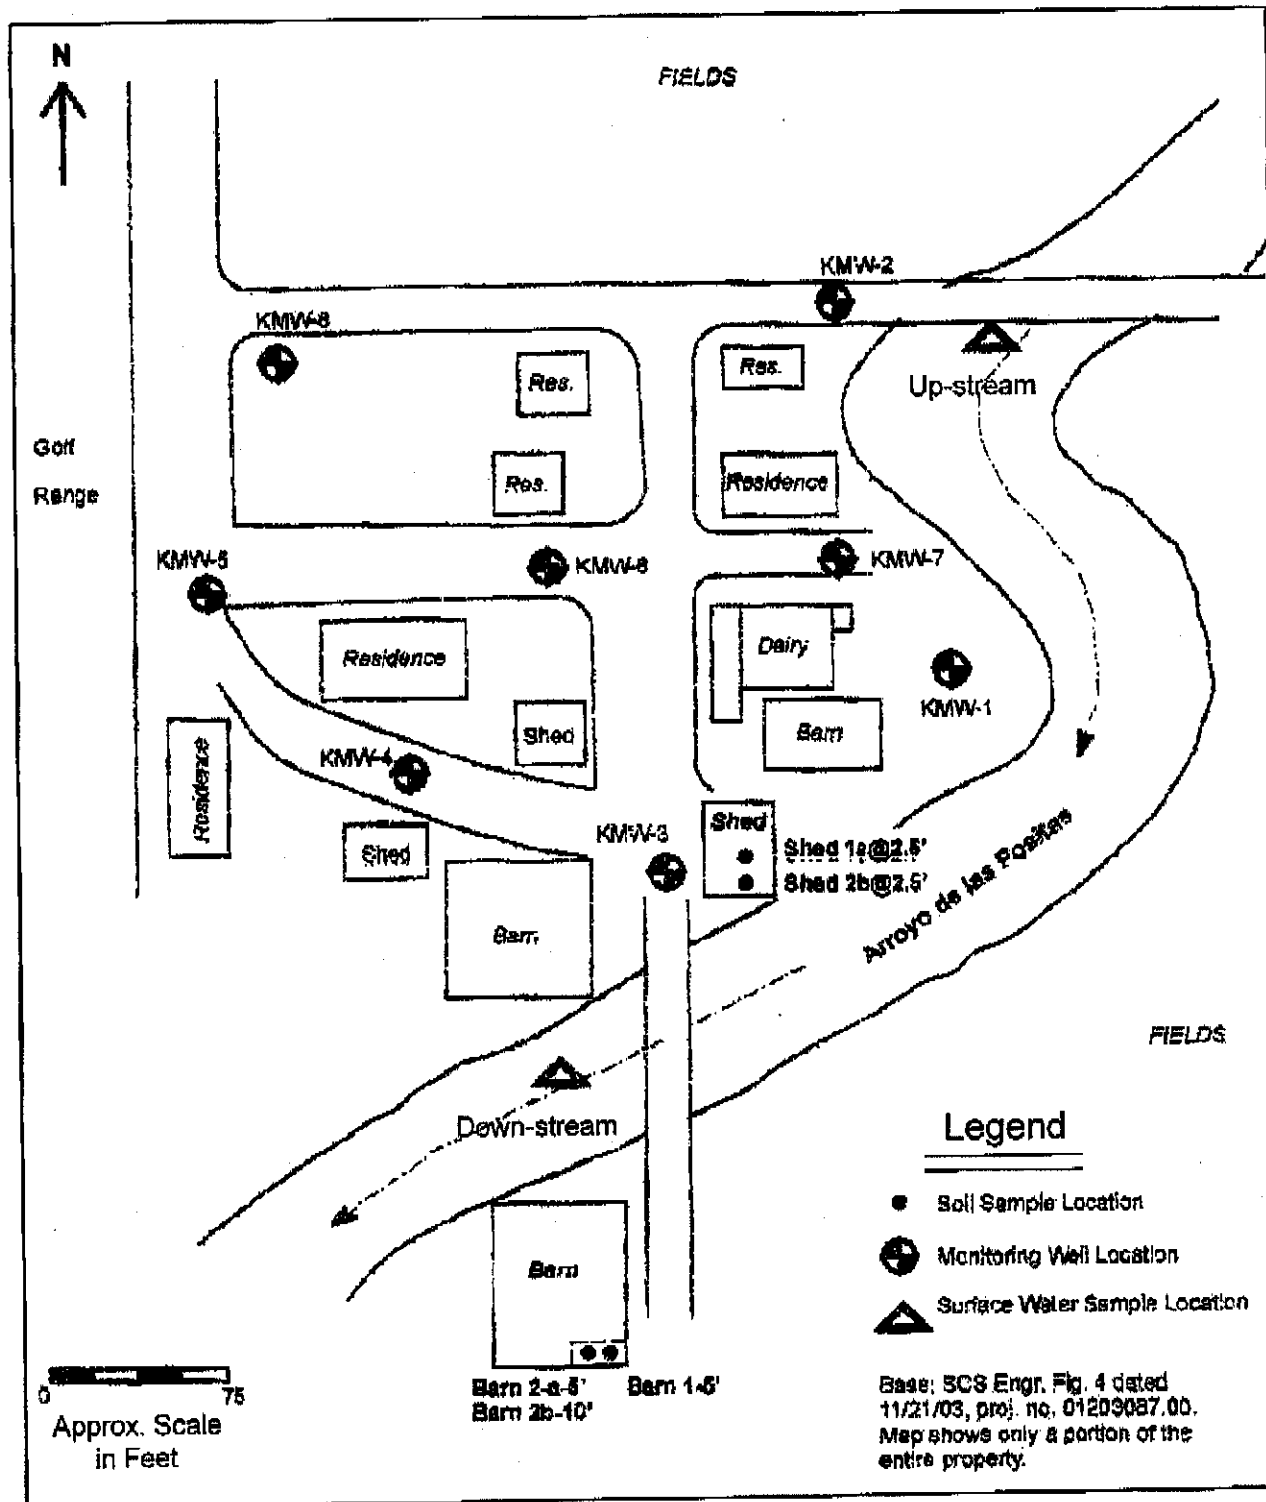 N
FIELDS
KMW-2
KMW-8
Res.
Res.
Up-stream
Golf
Range
Res.
Residence
KMW-5
KMW-6
KMW-7
Residence
Dairy
KMW-1
Shed
Barn
KMW-4
Residence
Shed
KMW-3
Shed
Shed 1a@2.5'
Shed 2b@2.5'
Barn
Arroyo de las Positas
FIELDS
Down-stream
Legend
Soil Sample Location
Monitoring Well Location
Surface Water Sample Location
Barn
0 75
Approx. Scale
in Feet
Barn 2-a-5' Barn 1-5'
Barn 2b-10'
Base: SCS Engr. Fig. 4 dated
11/21/03, proj. no. 01203087.00.
Map shows only a portion of the
entire property.